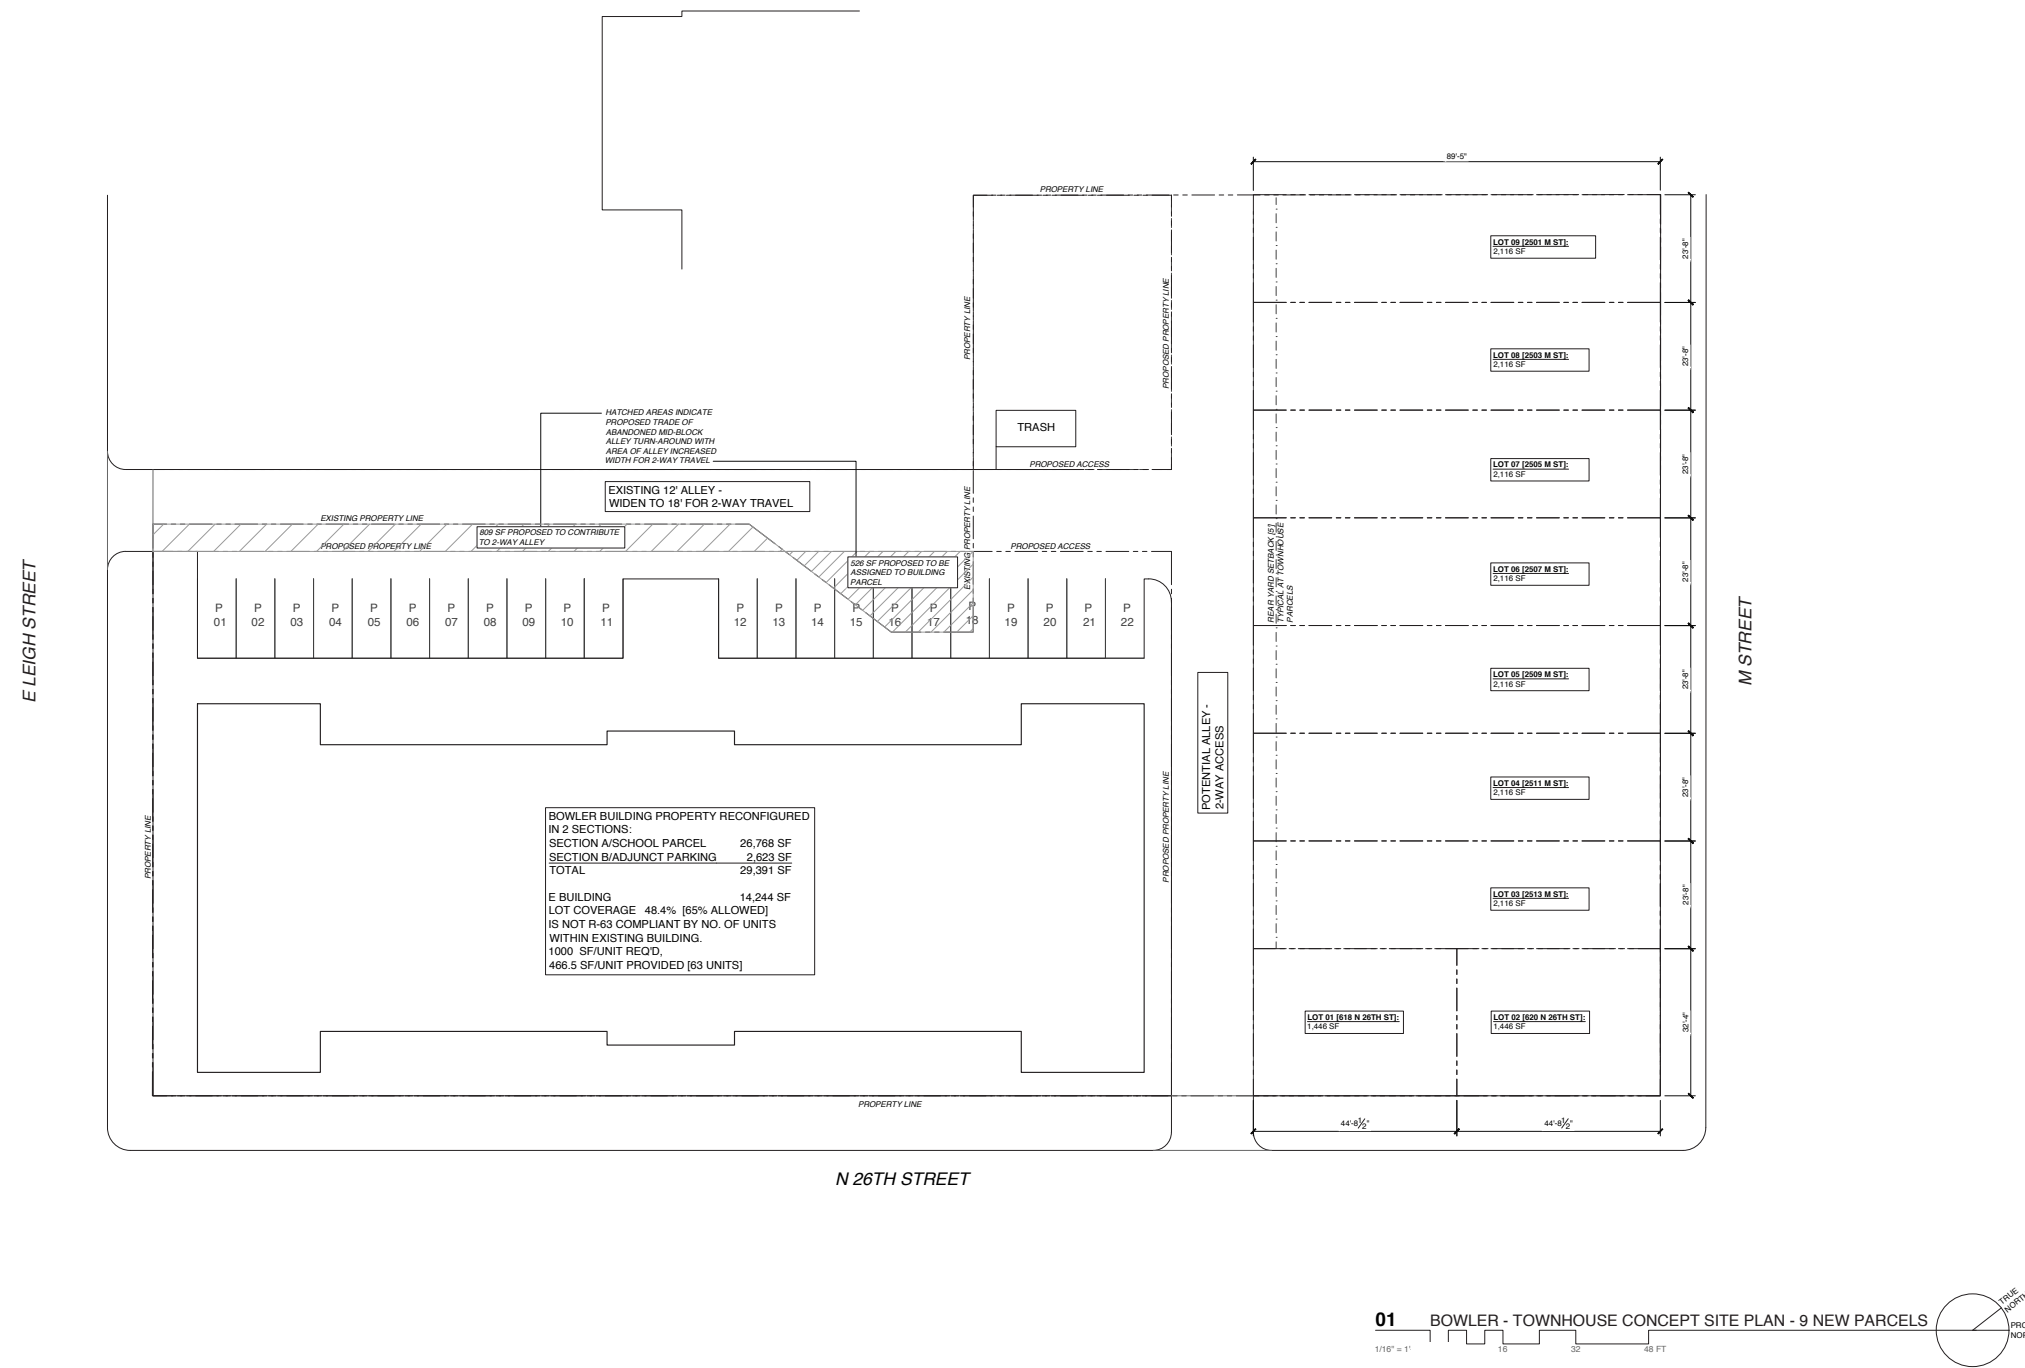 89'-5"
PROPERTY LINE
LOT 09 [2501 M ST]:
2,116 SF
23'-8"
PROPERTY LINE
PROPOSED PROPERTY LINE
LOT 08 [2503 M ST]:
2,116 SF
23'-8"
HATCHED AREAS INDICATE
PROPOSED TRADE OF
ABANDONED MID-BLOCK
ALLEY TURN-AROUND WITH
AREA OF ALLEY INCREASED
WIDTH FOR 2-WAY TRAVEL
TRASH
PROPOSED ACCESS
LOT 07 [2505 M ST]:
2,116 SF
23'-8"
EXISTING 12' ALLEY -
WIDEN TO 18' FOR 2-WAY TRAVEL
EXISTING PROPERTY LINE
EXISTING PROPERTY LINE
809 SF PROPOSED TO CONTRIBUTE
TO 2-WAY ALLEY
PROPOSED PROPERTY LINE
PROPOSED ACCESS
526 SF PROPOSED TO BE
ASSIGNED TO BUILDING
PARCEL
REAR YARD SETBACK [5']
TYPICAL AT TOWNHOUSE
PARCELS
LOT 06 [2507 M ST]:
2,116 SF
23'-8"
E LEIGH STREET
M STREET
P P P P P P P P P P P P P P P P P P P P P P
01 02 03 04 05 06 07 08 09 10 11 12 13 14 15 16 17 18 19 20 21 22
LOT 05 [2509 M ST]:
2,116 SF
23'-8"
POTENTIAL ALLEY -
2-WAY ACCESS
LOT 04 [2511 M ST]:
2,116 SF
23'-8"
PROPERTY LINE
PROPOSED PROPERTY LINE
BOWLER BUILDING PROPERTY RECONFIGURED
IN 2 SECTIONS:
SECTION A/SCHOOL PARCEL 26,768 SF
SECTION B/ADJUNCT PARKING 2,623 SF
TOTAL 29,391 SF
E BUILDING 14,244 SF
LOT COVERAGE 48.4% [65% ALLOWED]
IS NOT R-63 COMPLIANT BY NO. OF UNITS
WITHIN EXISTING BUILDING.
1000 SF/UNIT REQ'D,
466.5 SF/UNIT PROVIDED [63 UNITS]
LOT 03 [2513 M ST]:
2,116 SF
23'-8"
LOT 01 [618 N 26TH ST]:
1,446 SF
LOT 02 [620 N 26TH ST]:
1,446 SF
32'-4"
PROPERTY LINE
44'-8½"
44'-8½"
N 26TH STREET
01 BOWLER - TOWNHOUSE CONCEPT SITE PLAN - 9 NEW PARCELS
1/16" = 1' 16 32 48 FT
TRUE
NORTH